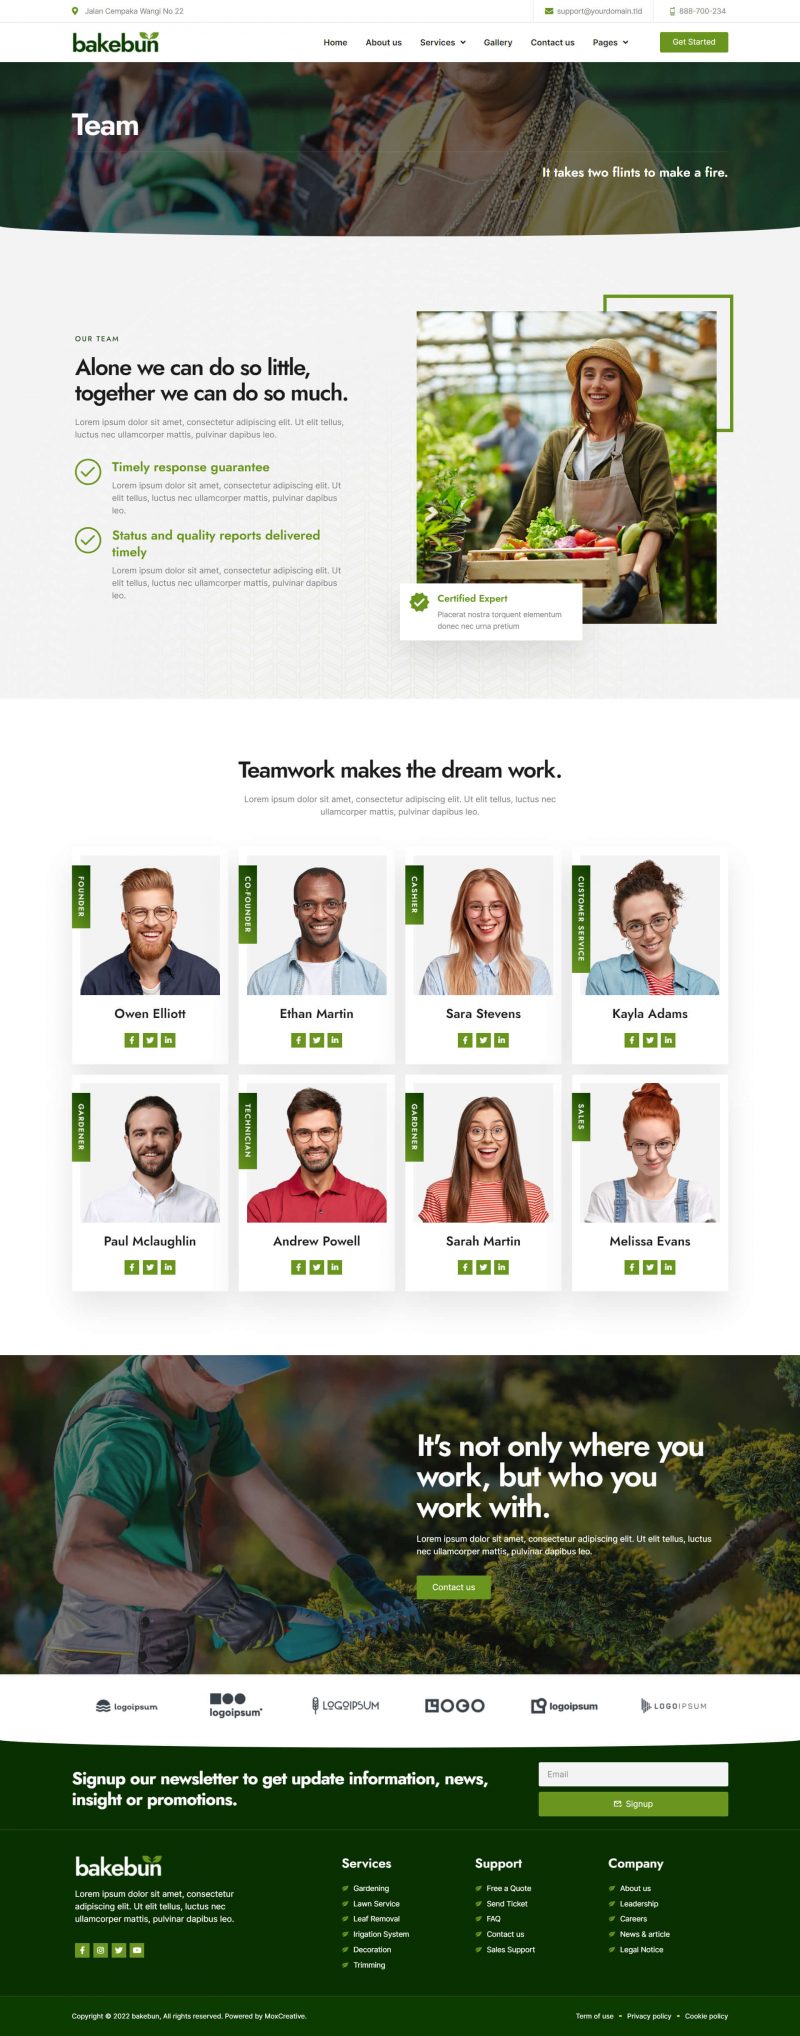 Jalan Cempaka Wangi No 22
support@yourdomain.tld
888-700-234
bakebun
Home
About us
Services
Gallery
Contact us
Pages
Get Started
Team
It takes two flints to make a fire.
OUR TEAM
Alone we can do so little,
together we can do so much.
Lorem ipsum dolor sit amet, consectetur adipiscing elit. Ut elit tellus,
luctus nec ullamcorper mattis, pulvinar dapibus leo.
Timely response guarantee
Lorem ipsum dolor sit amet, consectetur adipiscing elit. Ut
elit tellus, luctus nec ullamcorper mattis, pulvinar dapibus
leo.
Status and quality reports delivered
timely
Lorem ipsum dolor sit amet, consectetur adipiscing elit. Ut
elit tellus, luctus nec ullamcorper mattis, pulvinar dapibus
leo.
Certified Expert
Placerat nostra torquent elementum
donec nec urna pretium
Teamwork makes the dream work.
Lorem ipsum dolor sit amet, consectetur adipiscing elit. Ut elit tellus, luctus nec
ullamcorper mattis, pulvinar dapibus leo.
FOUNDER
Owen Elliott
CO-FOUNDER
Ethan Martin
CASHIER
Sara Stevens
CUSTOMER SERVICE
Kayla Adams
GARDENER
Paul Mclaughlin
TECHNICIAN
Andrew Powell
GARDENER
Sarah Martin
SALES
Melissa Evans
It's not only where you
work, but who you
work with.
Lorem ipsum dolor sit amet, consectetur adipiscing elit. Ut elit tellus, luctus
nec ullamcorper mattis, pulvinar dapibus leo.
Contact us
logoipsum
logoipsum
LOGOIPSUM
LOGO
logoipsum
LOGOIPSUM
Signup our newsletter to get update information, news,
insight or promotions.
Email
Signup
bakebun
Lorem ipsum dolor sit amet, consectetur
adipiscing elit. Ut elit tellus, luctus nec
ullamcorper mattis, pulvinar dapibus leo.
Services
Gardening
Lawn Service
Leaf Removal
Irigation System
Decoration
Trimming
Support
Free a Quote
Send Ticket
FAQ
Contact us
Sales Support
Company
About us
Leadership
Careers
News & article
Legal Notice
Copyright © 2022 bakebun, All rights reserved. Powered by MoxCreative.
Term of use • Privacy policy • Cookie policy